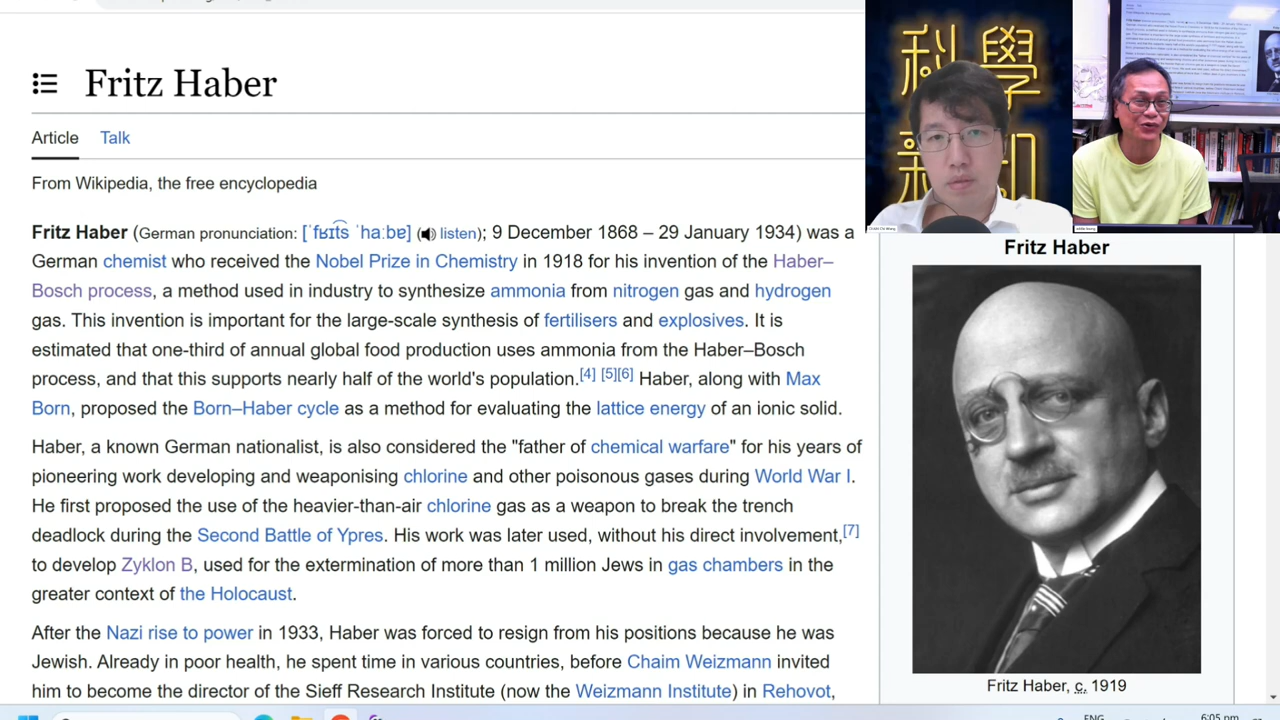 Fritz Haber
Article Talk
From Wikipedia, the free encyclopedia
Fritz Haber (German pronunciation: [ˈfʁɪt͡s ˈhaːbɐ] (listen); 9 December 1868 – 29 January 1934) was a
German chemist who received the Nobel Prize in Chemistry in 1918 for his invention of the Haber–
Bosch process, a method used in industry to synthesize ammonia from nitrogen gas and hydrogen
gas. This invention is important for the large-scale synthesis of fertilisers and explosives. It is
estimated that one-third of annual global food production uses ammonia from the Haber–Bosch
process, and that this supports nearly half of the world's population.[4] [5][6] Haber, along with Max
Born, proposed the Born–Haber cycle as a method for evaluating the lattice energy of an ionic solid.
Haber, a known German nationalist, is also considered the "father of chemical warfare" for his years of
pioneering work developing and weaponising chlorine and other poisonous gases during World War I.
He first proposed the use of the heavier-than-air chlorine gas as a weapon to break the trench
deadlock during the Second Battle of Ypres. His work was later used, without his direct involvement,[7]
to develop Zyklon B, used for the extermination of more than 1 million Jews in gas chambers in the
greater context of the Holocaust.
After the Nazi rise to power in 1933, Haber was forced to resign from his positions because he was
Jewish. Already in poor health, he spent time in various countries, before Chaim Weizmann invited
him to become the director of the Sieff Research Institute (now the Weizmann Institute) in Rehovot,
科學
新知
Fritz Haber
Fritz Haber, c. 1919
ENG
6:05 pm